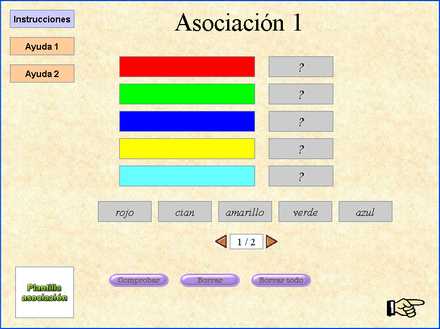 Instrucciones
Asociación 1
Ayuda 1
Ayuda 2
?
?
?
?
?
rojo
cian
amarillo
verde
azul
1 / 2
Plantilla
asociación
Comprobar
Borrar
Borrar todo